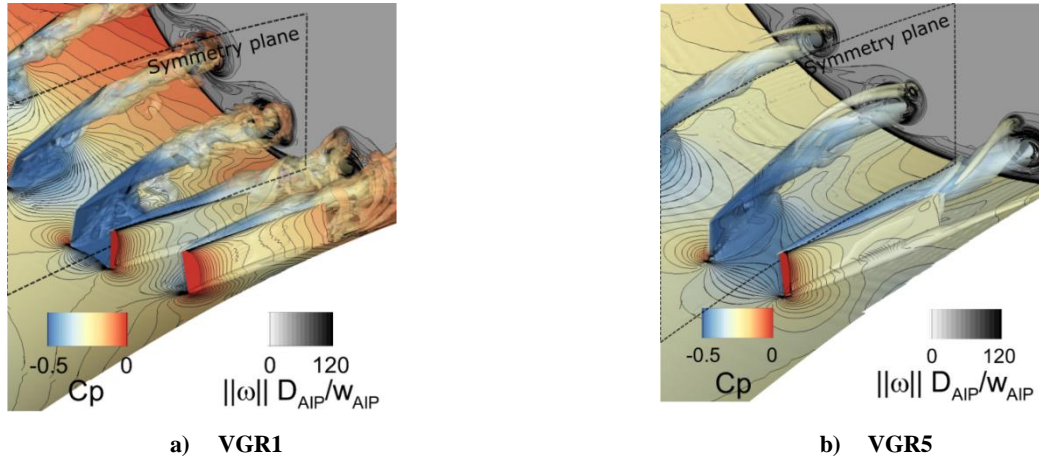 Symmetry plane
-0.5 0
Cp
0 120
||ω|| D_AIP/w_AIP
a) VGR1
Symmetry plane
-0.5 0
Cp
0 120
||ω|| D_AIP/w_AIP
b) VGR5